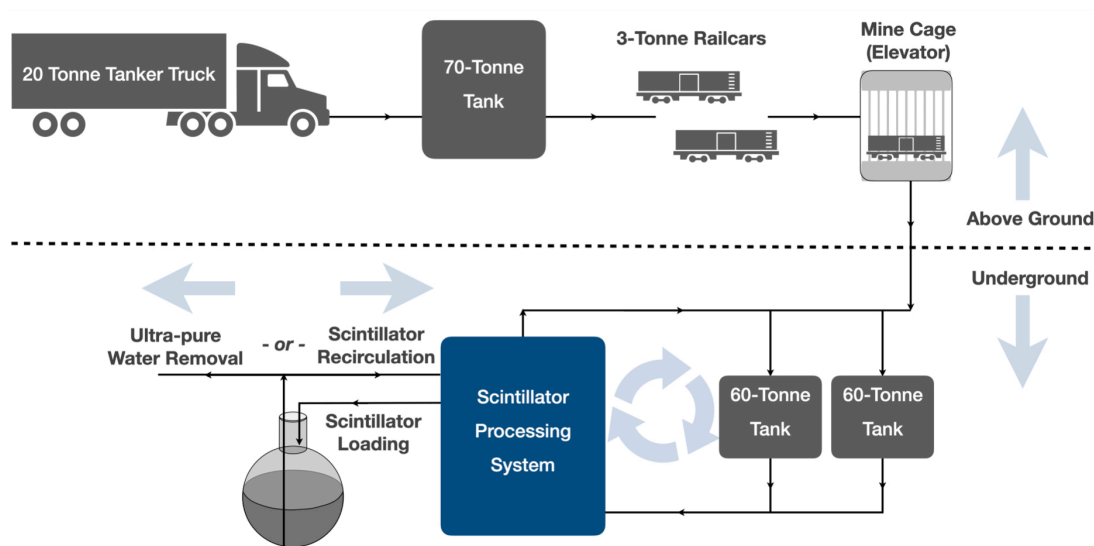 20 Tonne Tanker Truck
70-Tonne
Tank
3-Tonne Railcars
Mine Cage
(Elevator)
Above Ground
Underground
Ultra-pure
Water Removal
- or -
Scintillator
Recirculation
Scintillator
Loading
Scintillator
Processing
System
60-Tonne
Tank
60-Tonne
Tank